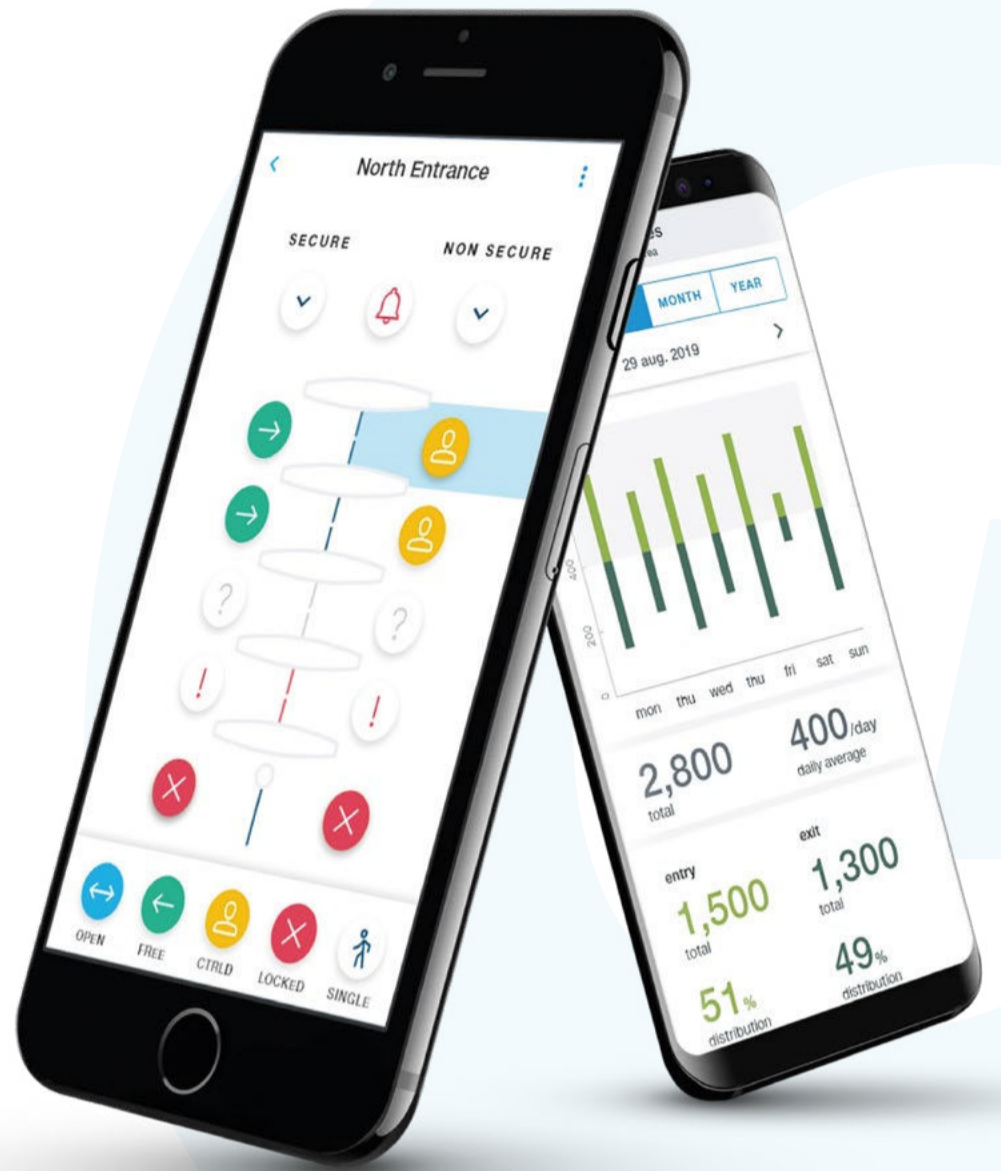 North Entrance
SECURE
NON SECURE
?
?
!
!
OPEN
FREE
CTRLD
LOCKED
SINGLE
MONTH
YEAR
29 aug. 2019
400
200
0
mon thu wed thu fri sat sun
2,800
total
400/day
daily average
entry
1,500
total
51%
distribution
exit
1,300
total
49%
distribution